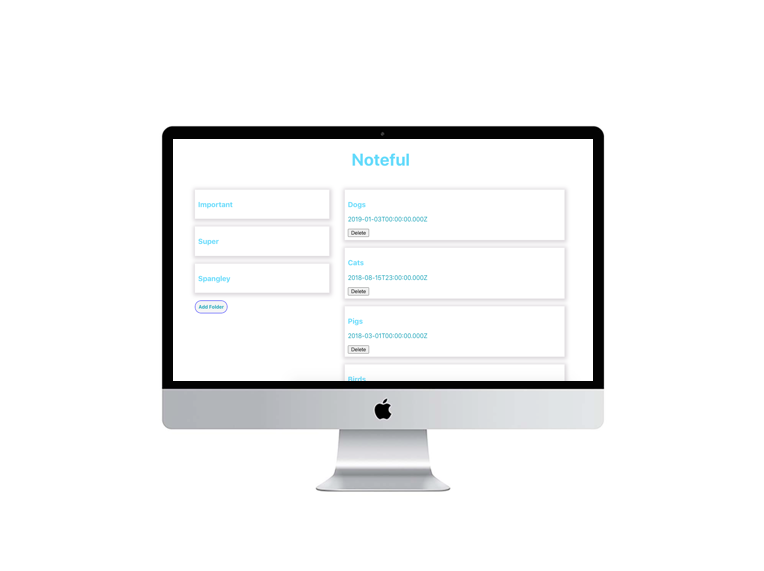 Noteful
Important
Super
Spangley
Add Folder
Dogs
2019-01-03T00:00:00.000Z
Delete
Cats
2018-08-15T23:00:00.000Z
Delete
Pigs
2018-03-01T00:00:00.000Z
Delete
Birds